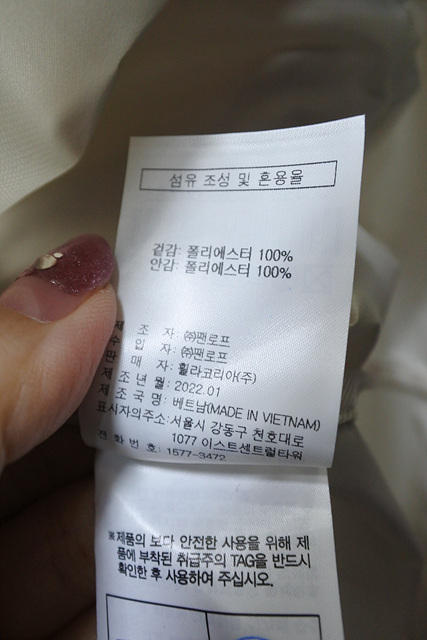 섬유 조성 및 혼용율
겉감: 폴리에스터 100%
안감: 폴리에스터 100%
제 조 자: ㈜팬로프
수 입 자: ㈜팬로프
판 매 자: 휠라코리아(주)
제 조 년 월: 2022.01
제 조 국 명: 베트남(MADE IN VIETNAM)
표시자의주소: 서울시 강동구 천호대로
1077 이스트센트럴타워
전 화 번 호: 1577-3472
※제품의 보다 안전한 사용을 위해 제
품에 부착된 취급주의 TAG을 반드시
확인한 후 사용하여 주십시오.